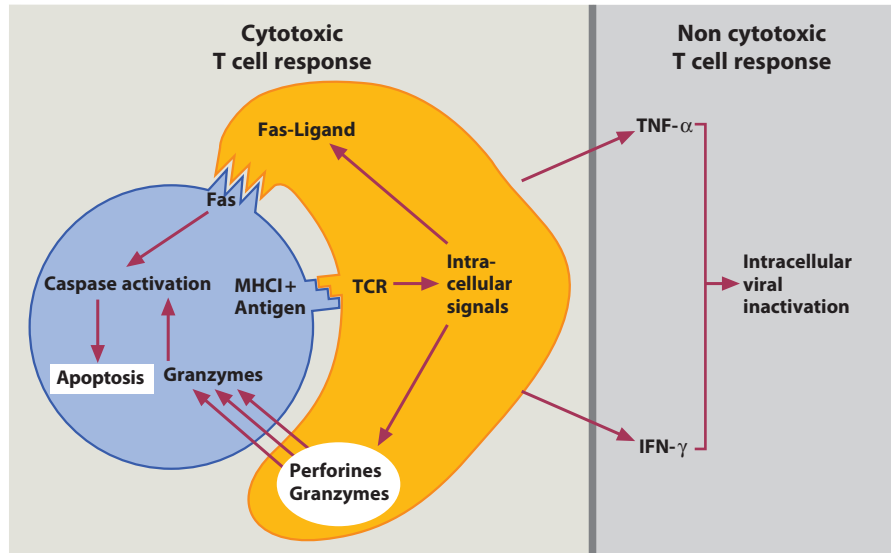 Cytotoxic
T cell response
Non cytotoxic
T cell response
Fas-Ligand
TNF-α
Fas
Caspase activation
MHCI+
Antigen
TCR
Intra-
cellular
signals
Intracellular
viral
inactivation
Apoptosis
Granzymes
IFN-γ
Perforines
Granzymes